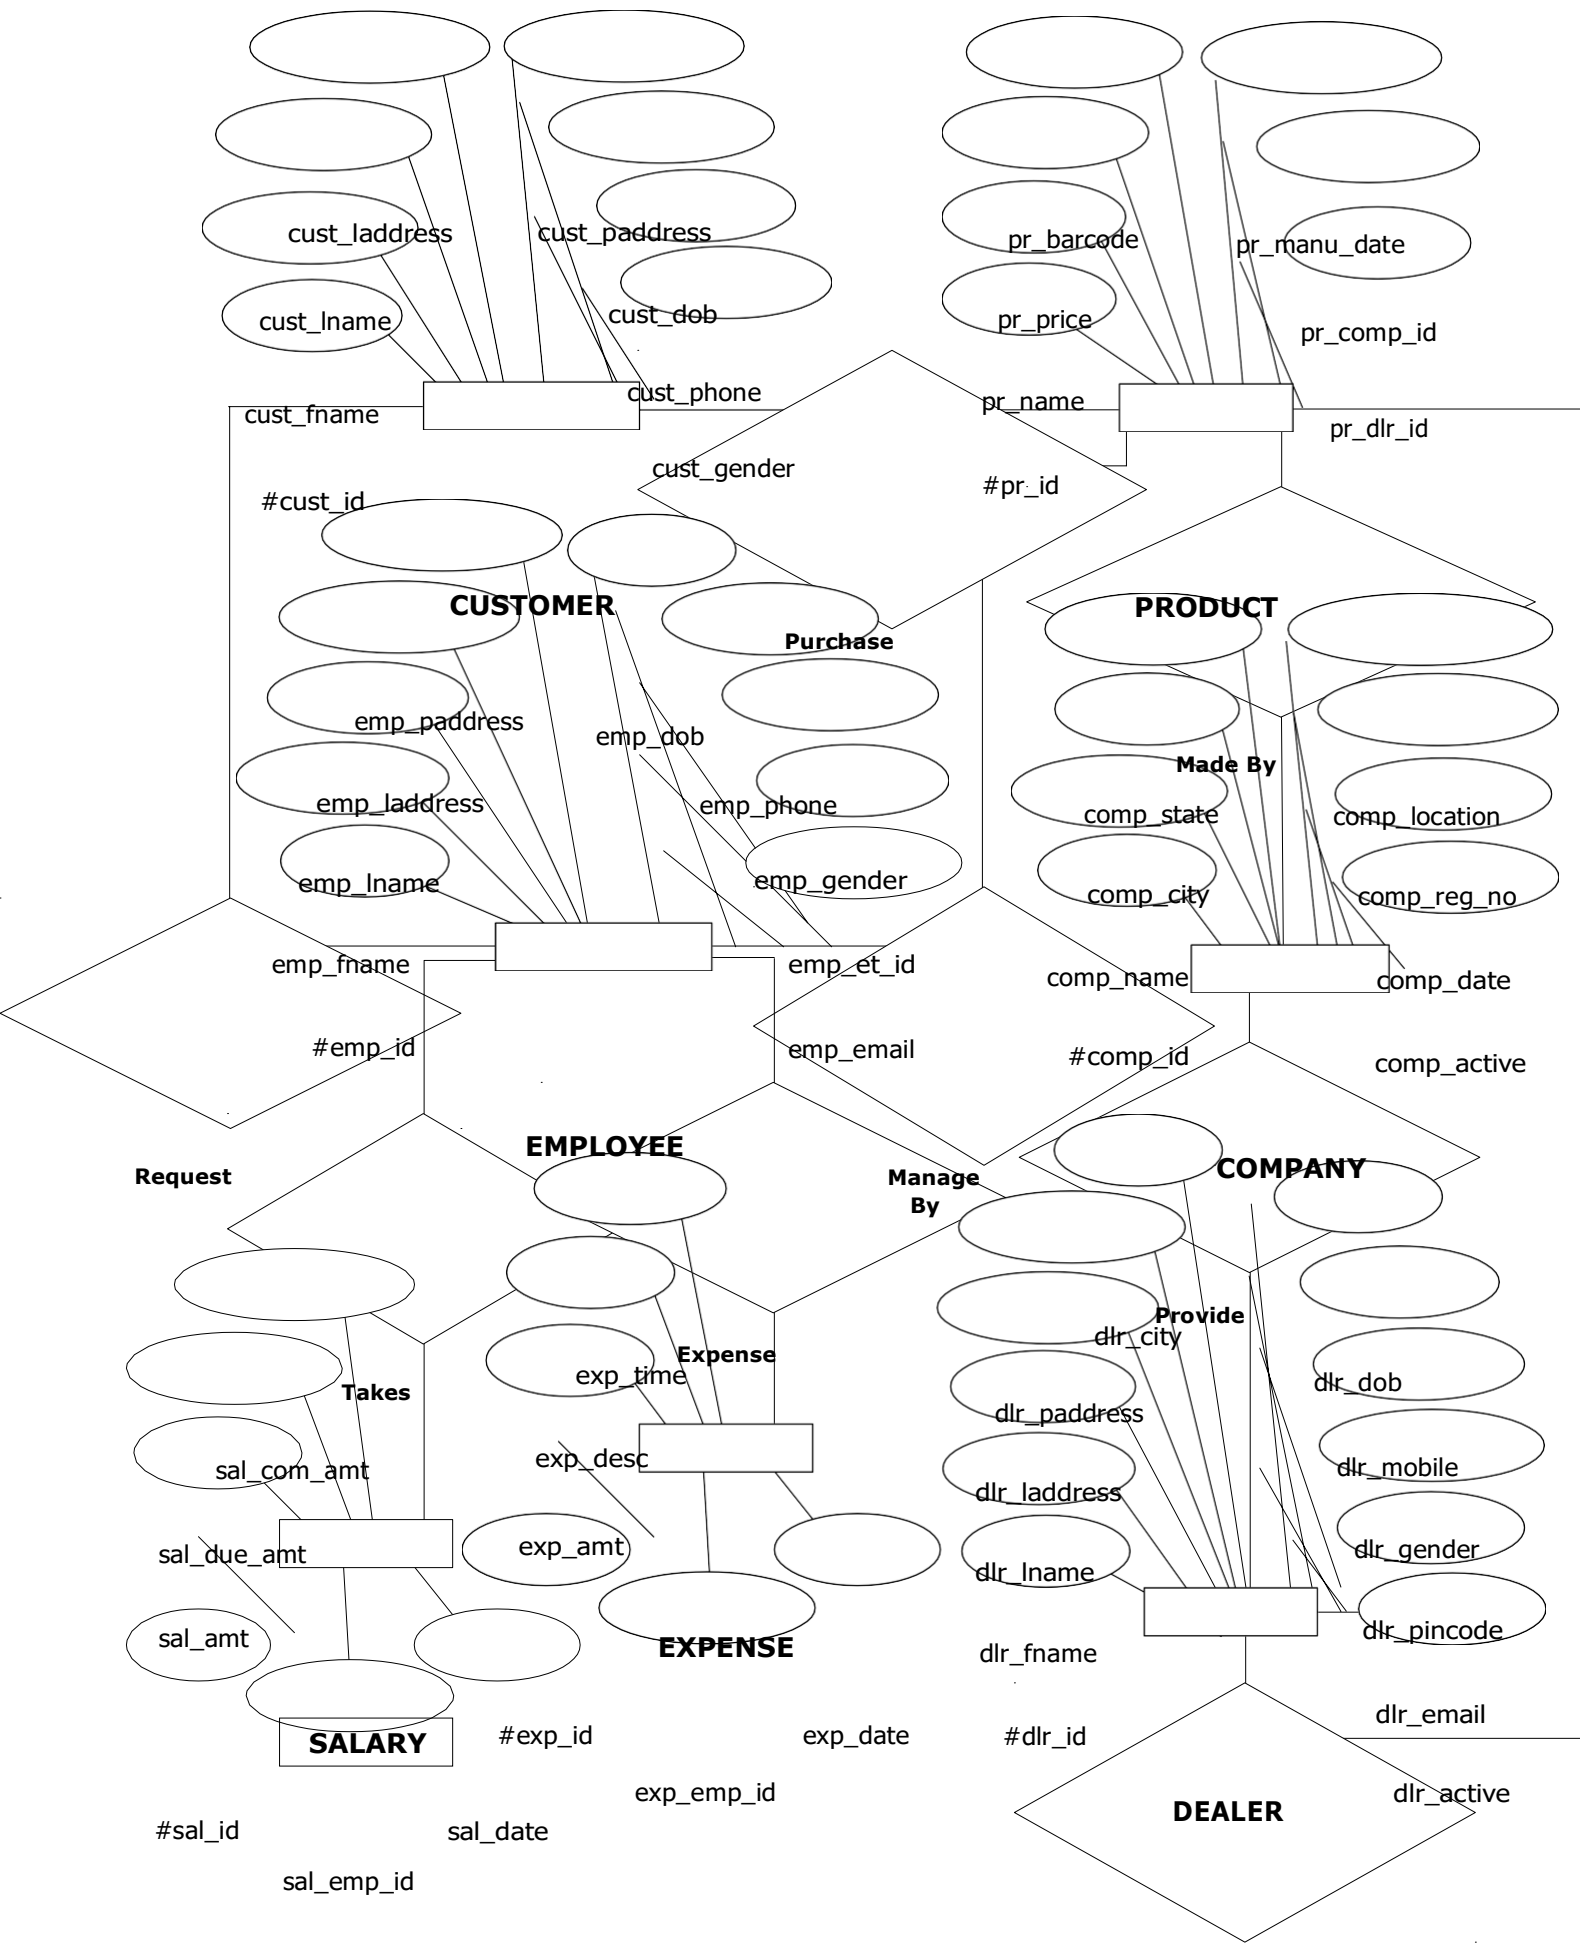 cust_laddress
cust_paddress
pr_barcode
pr_manu_date
cust_lname
cust_dob
pr_price
pr_comp_id
cust_fname
cust_phone
pr_name
pr_dlr_id
#cust_id
cust_gender
#pr_id
CUSTOMER
Purchase
PRODUCT
emp_paddress
emp_dob
Made By
emp_laddress
emp_phone
comp_state
comp_location
emp_lname
emp_gender
comp_city
comp_reg_no
emp_fname
emp_et_id
comp_name
comp_date
#emp_id
emp_email
#comp_id
comp_active
EMPLOYEE
Request
Manage
By
COMPANY
Provide
dlr_city
Takes
exp_time
Expense
dlr_dob
sal_com_amt
exp_desc
dlr_paddress
dlr_mobile
sal_due_amt
exp_amt
dlr_laddress
dlr_gender
sal_amt
EXPENSE
dlr_lname
dlr_pincode
dlr_fname
dlr_email
SALARY
#exp_id
exp_date
#dlr_id
exp_emp_id
dlr_active
DEALER
#sal_id
sal_date
sal_emp_id